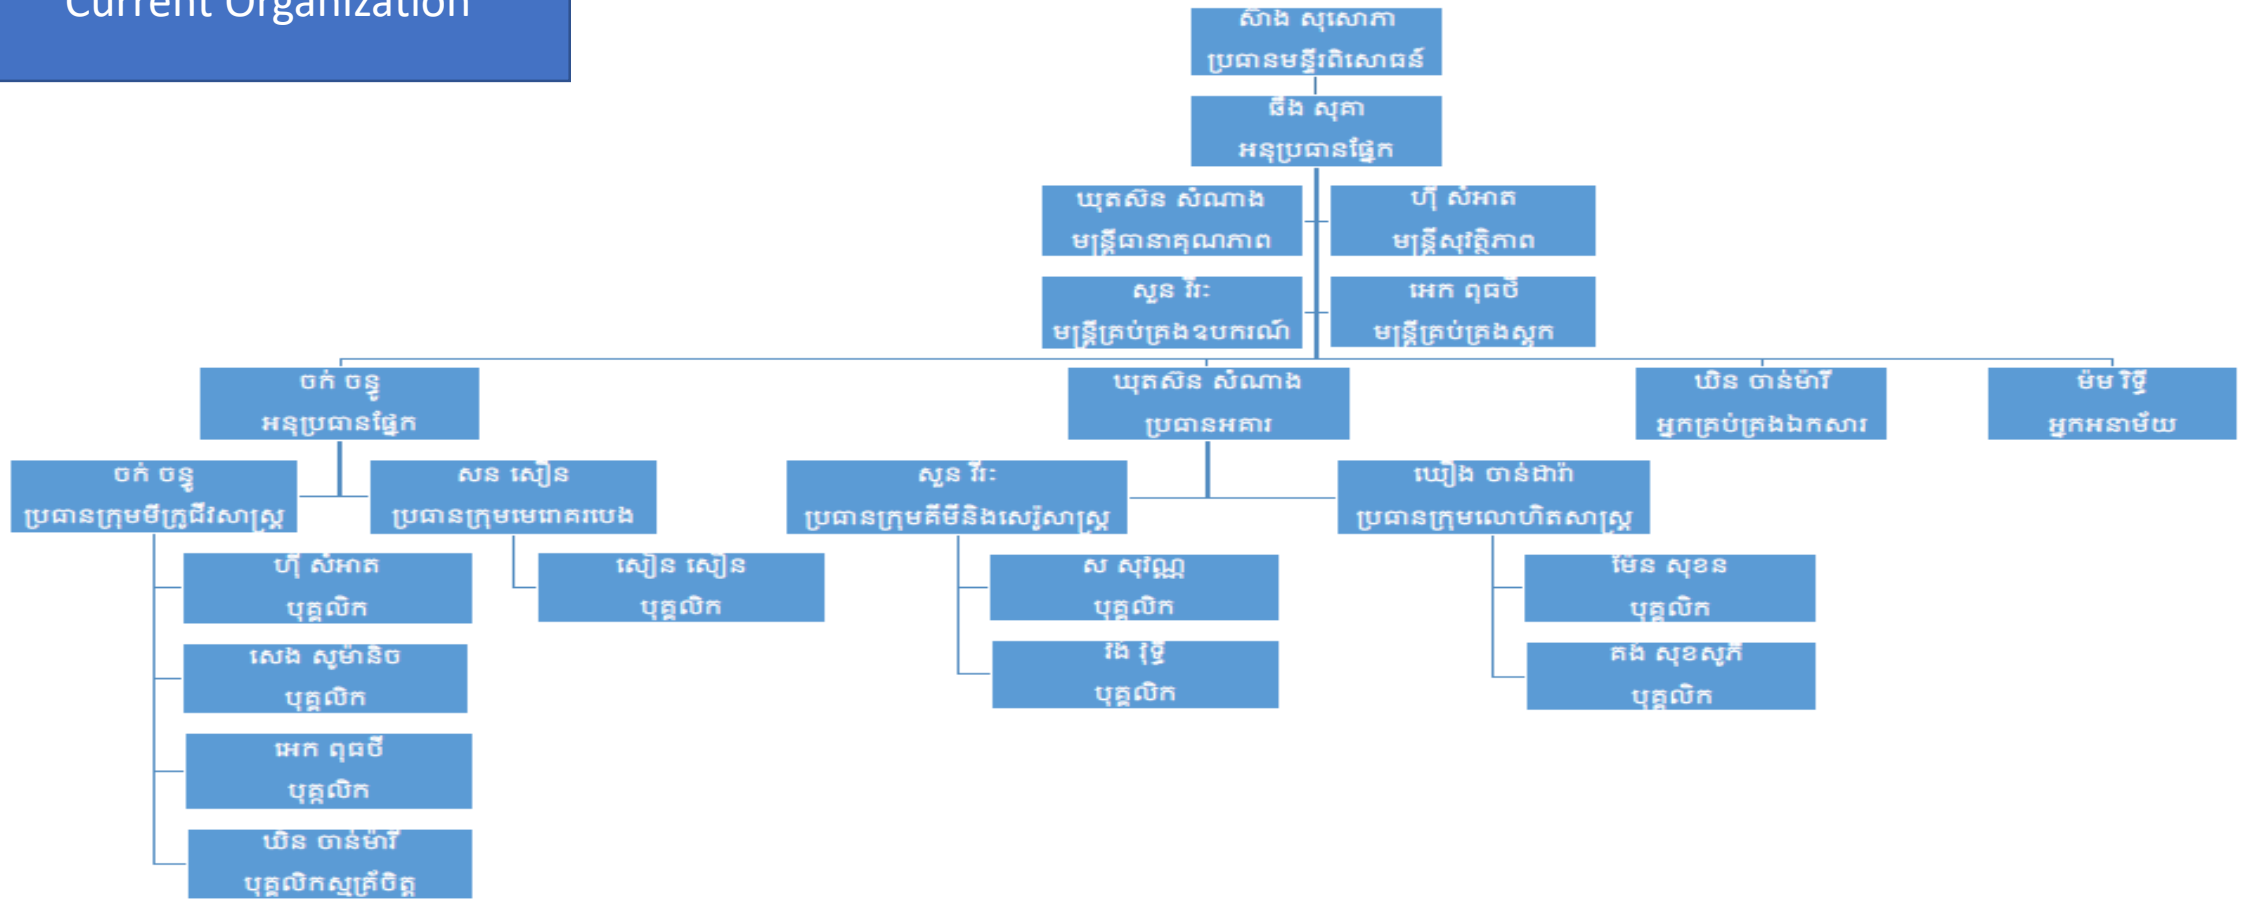 Current Organization
ស៊ាង សុសោភា
ប្រធានមន្ទីរពិសោធន៍
ឆឹង សុគា
អនុប្រធានផ្នែក
ឃុតស៊ន សំណាង
មន្ត្រីធានាគុណភាព
ហ៊ី សំអាត
មន្ត្រីសុវត្ថិភាព
សួន វីរៈ
មន្ត្រីគ្រប់គ្រងឧបករណ៍
អេក ពុធថី
មន្ត្រីគ្រប់គ្រងស្តុក
ចក់ ចន្ធូ
អនុប្រធានផ្នែក
ឃុតស៊ន សំណាង
ប្រធានអគារ
ឃិន ចាន់ម៉ារី
អ្នកគ្រប់គ្រងឯកសារ
ម៉ម រិទ្ធី
អ្នកអនាម័យ
ចក់ ចន្ធូ
ប្រធានក្រុមមីក្រូជីវសាស្ត្រ
សន សឿន
ប្រធានក្រុមមេរោគរបេង
សួន វីរៈ
ប្រធានក្រុមគីមីនិងសេរ៉ូសាស្ត្រ
ឃឿង ចាន់ដារ៉ា
ប្រធានក្រុមលោហិតសាស្ត្រ
ហ៊ី សំអាត
បុគ្គលិក
សៀន សឿន
បុគ្គលិក
ស សុវណ្ណ
បុគ្គលិក
ម៉ែន សុខន
បុគ្គលិក
សេង សូម៉ានិច
បុគ្គលិក
វង់ វុទ្ធី
បុគ្គលិក
គង់ សុខសូភី
បុគ្គលិក
អេក ពុធថី
បុគ្គលិក
ឃិន ចាន់ម៉ារី
បុគ្គលិកស្មគ្រ័ចិត្ត